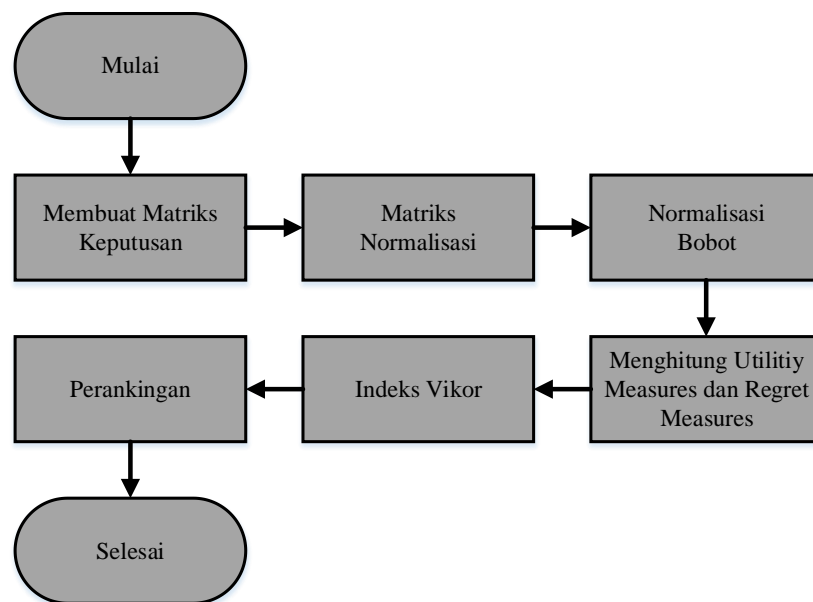 Mulai
Membuat Matriks
Keputusan
Matriks
Normalisasi
Normalisasi
Bobot
Menghitung Utilitiy
Measures dan Regret
Measures
Indeks Vikor
Perankingan
Selesai